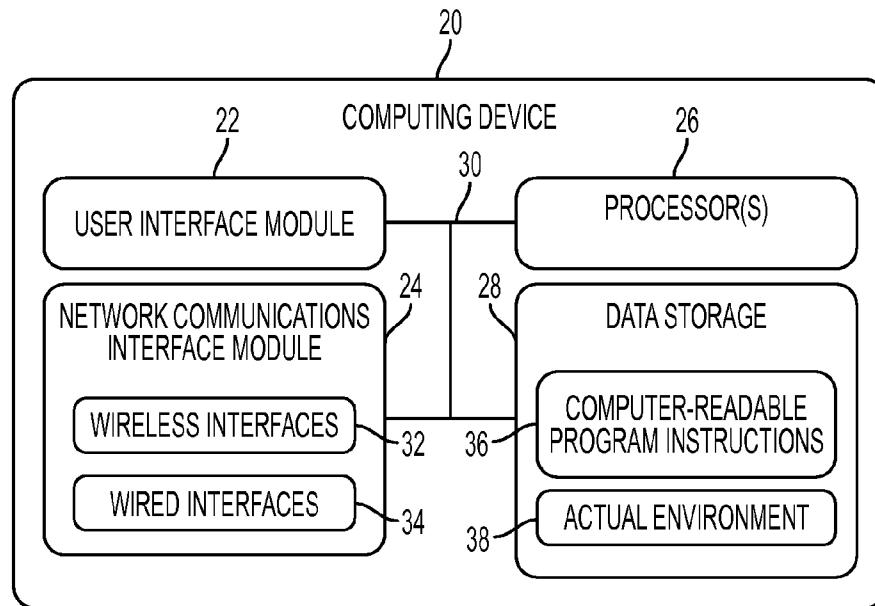 20
COMPUTING DEVICE
22
26
30
USER INTERFACE MODULE
PROCESSOR(S)
24
28
NETWORK COMMUNICATIONS
INTERFACE MODULE
DATA STORAGE
WIRELESS INTERFACES
32
36
COMPUTER-READABLE
PROGRAM INSTRUCTIONS
WIRED INTERFACES
34
38
ACTUAL ENVIRONMENT